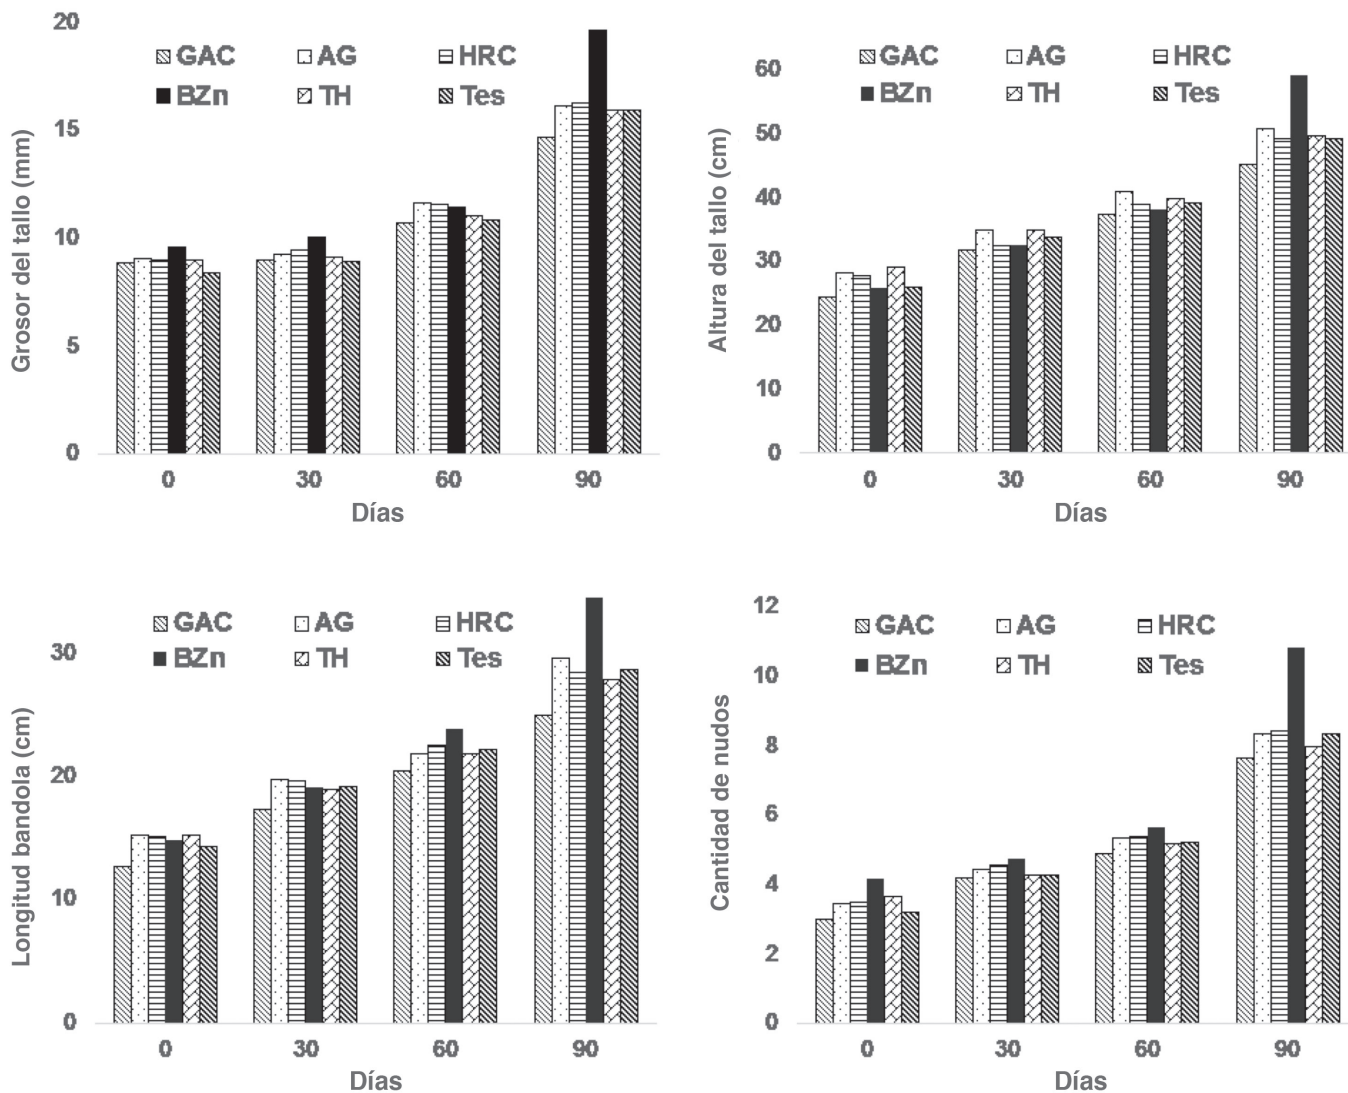 20
15
10
5
0
Grosor del tallo (mm)
GAC AG HRC
BZn TH Tes
0 30 60 90
Días
60
50
40
30
20
10
0
Altura del tallo (cm)
GAC AG HRC
BZn TH Tes
0 30 60 90
Días
30
20
10
0
Longitud bandola (cm)
GAC AG HRC
BZn TH Tes
0 30 60 90
Días
12
10
8
6
4
2
0
Cantidad de nudos
GAC AG HRC
BZn TH Tes
0 30 60 90
Días